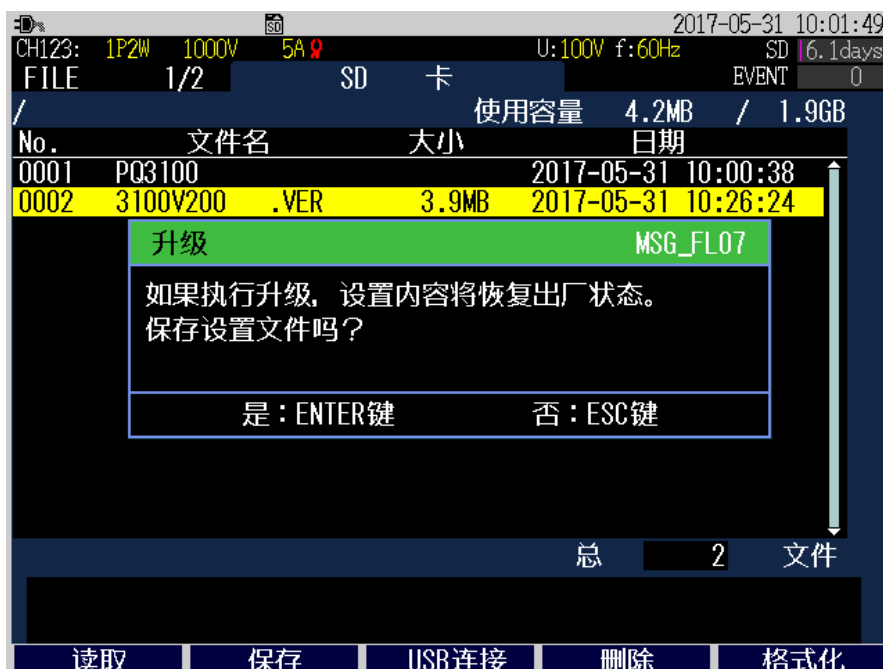 SD 2017-05-31 10:01:49
CH123: 1P2W 1000V 5A U:100V f:60Hz SD 6.1days
FILE 1/2 SD 卡 EVENT 0
/ 使用容量 4.2MB / 1.9GB
No. 文件名 大小 日期
0001 PQ3100 2017-05-31 10:00:38
0002 3100V200 .VER 3.9MB 2017-05-31 10:26:24
升级 MSG_FL07
如果执行升级，设置内容将恢复出厂状态。
保存设置文件吗？
是：ENTER键 否：ESC键
总 2 文件
读取 保存 USB连接 删除 格式化